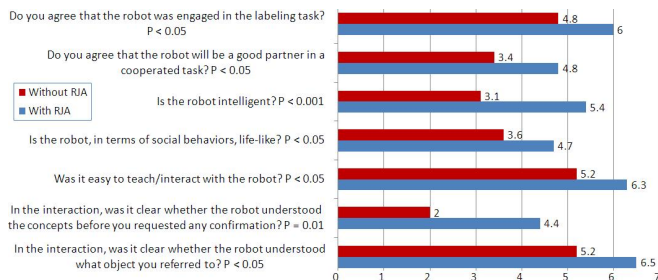 Do you agree that the robot was engaged in the labeling task?
P < 0.05
4.8
6
Do you agree that the robot will be a good partner in a
cooperated task? P < 0.05
3.4
4.8
Without RJA
With RJA
Is the robot intelligent? P < 0.001
3.1
5.4
Is the robot, in terms of social behaviors, life-like? P < 0.05
3.6
4.7
Was it easy to teach/interact with the robot? P < 0.05
5.2
6.3
In the interaction, was it clear whether the robot understood
the concepts before you requested any confirmation? P = 0.01
2
4.4
In the interaction, was it clear whether the robot understood
what object you referred to? P < 0.05
5.2
6.5
0 1 2 3 4 5 6 7